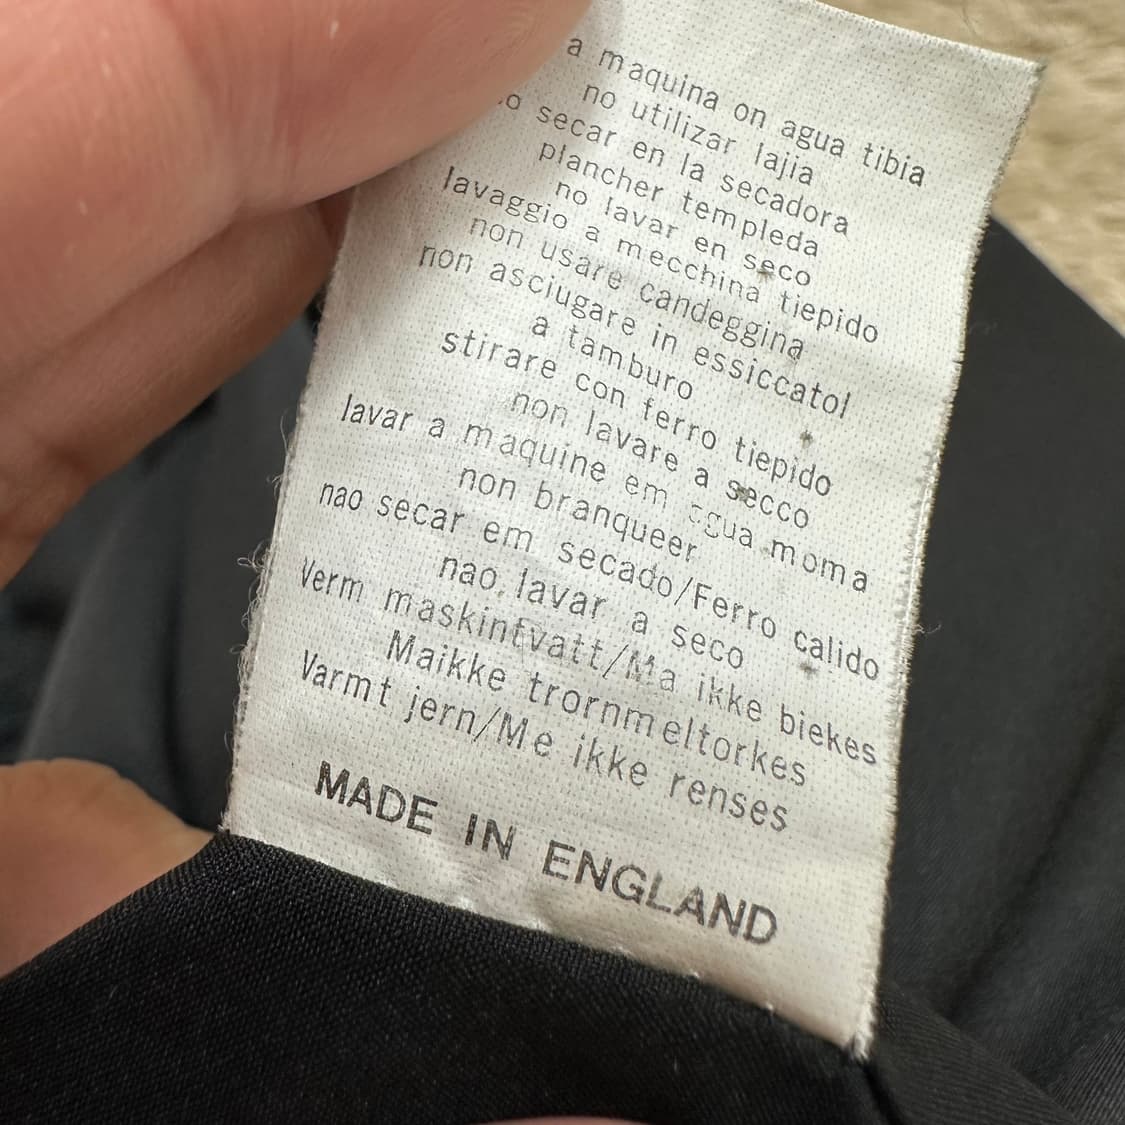 a maquina on agua tibia
no utilizar lajia
o secar en la secadora
plancher templeda
no lavar en seco
lavaggio a mecchina tiepido
non usare candeggina
non asciugare in essiccatol
a tamburo
stirare con ferro tiepido
non lavare a secco
lavar a maquine em agua moma
non branqueer
nao secar em secado/Ferro calido
nao lavar a seco
Verm maskintvatt/Ma ikke biekes
Maikke trornmeltorkes
Varmt jern/Me ikke renses
MADE IN ENGLAND